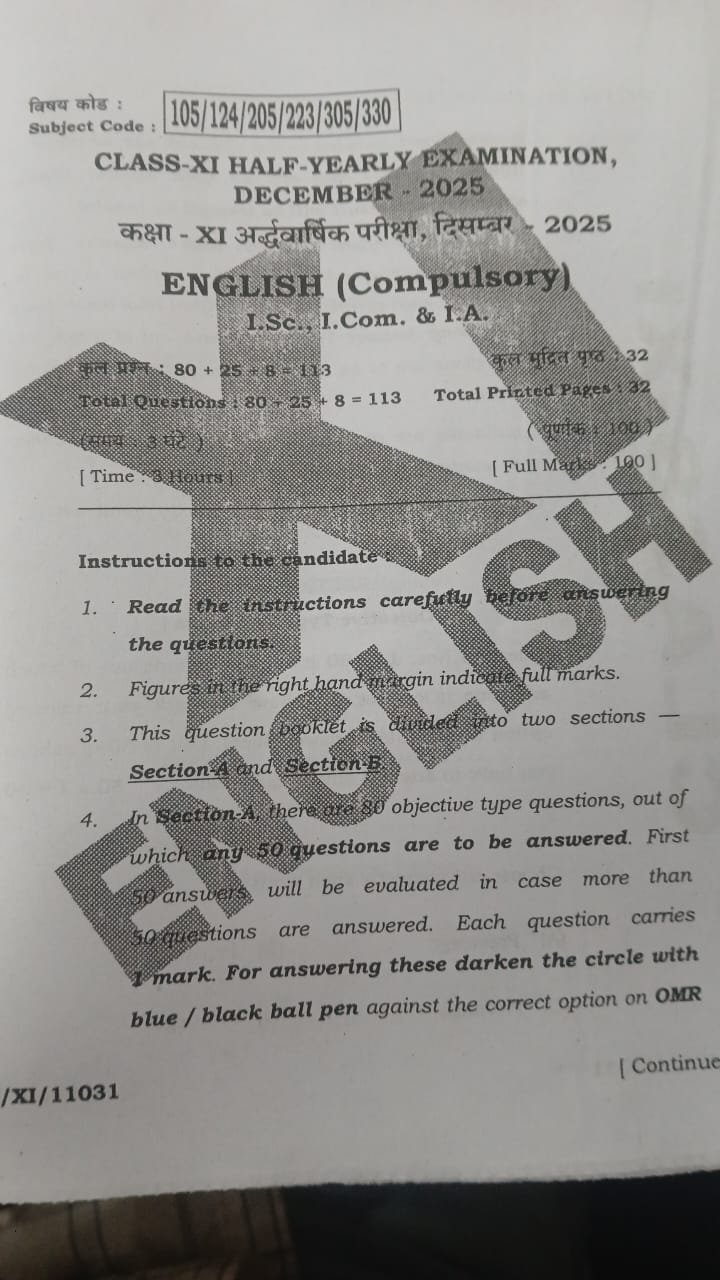 विषय कोड :
Subject Code : 105/124/205/223/305/330
CLASS-XI HALF-YEARLY EXAMINATION,
DECEMBER - 2025
कक्षा - XI अर्द्धवार्षिक परीक्षा, दिसम्बर - 2025
ENGLISH (Compulsory)
I.Sc., I.Com. & I.A.
कुल प्रश्न : 80 + 25 + 8 = 113 कुल मुद्रित पृष्ठ : 32
Total Questions : 80 + 25 + 8 = 113 Total Printed Pages : 32
(समय : 3 घंटे ) ( पूर्णांक : 100 )
[ Time : 3 Hours ] [ Full Marks : 100 ]
Instructions to the candidate :
1. Read the instructions carefully before answering
the questions.
2. Figures in the right hand margin indicate full marks.
3. This question booklet is divided into two sections —
Section-A and Section-B.
4. In Section-A, there are 80 objective type questions, out of
which any 50 questions are to be answered. First
50 answers will be evaluated in case more than
50 questions are answered. Each question carries
1 mark. For answering these darken the circle with
blue / black ball pen against the correct option on OMR
/XI/11031 [ Continue
ENGLISH